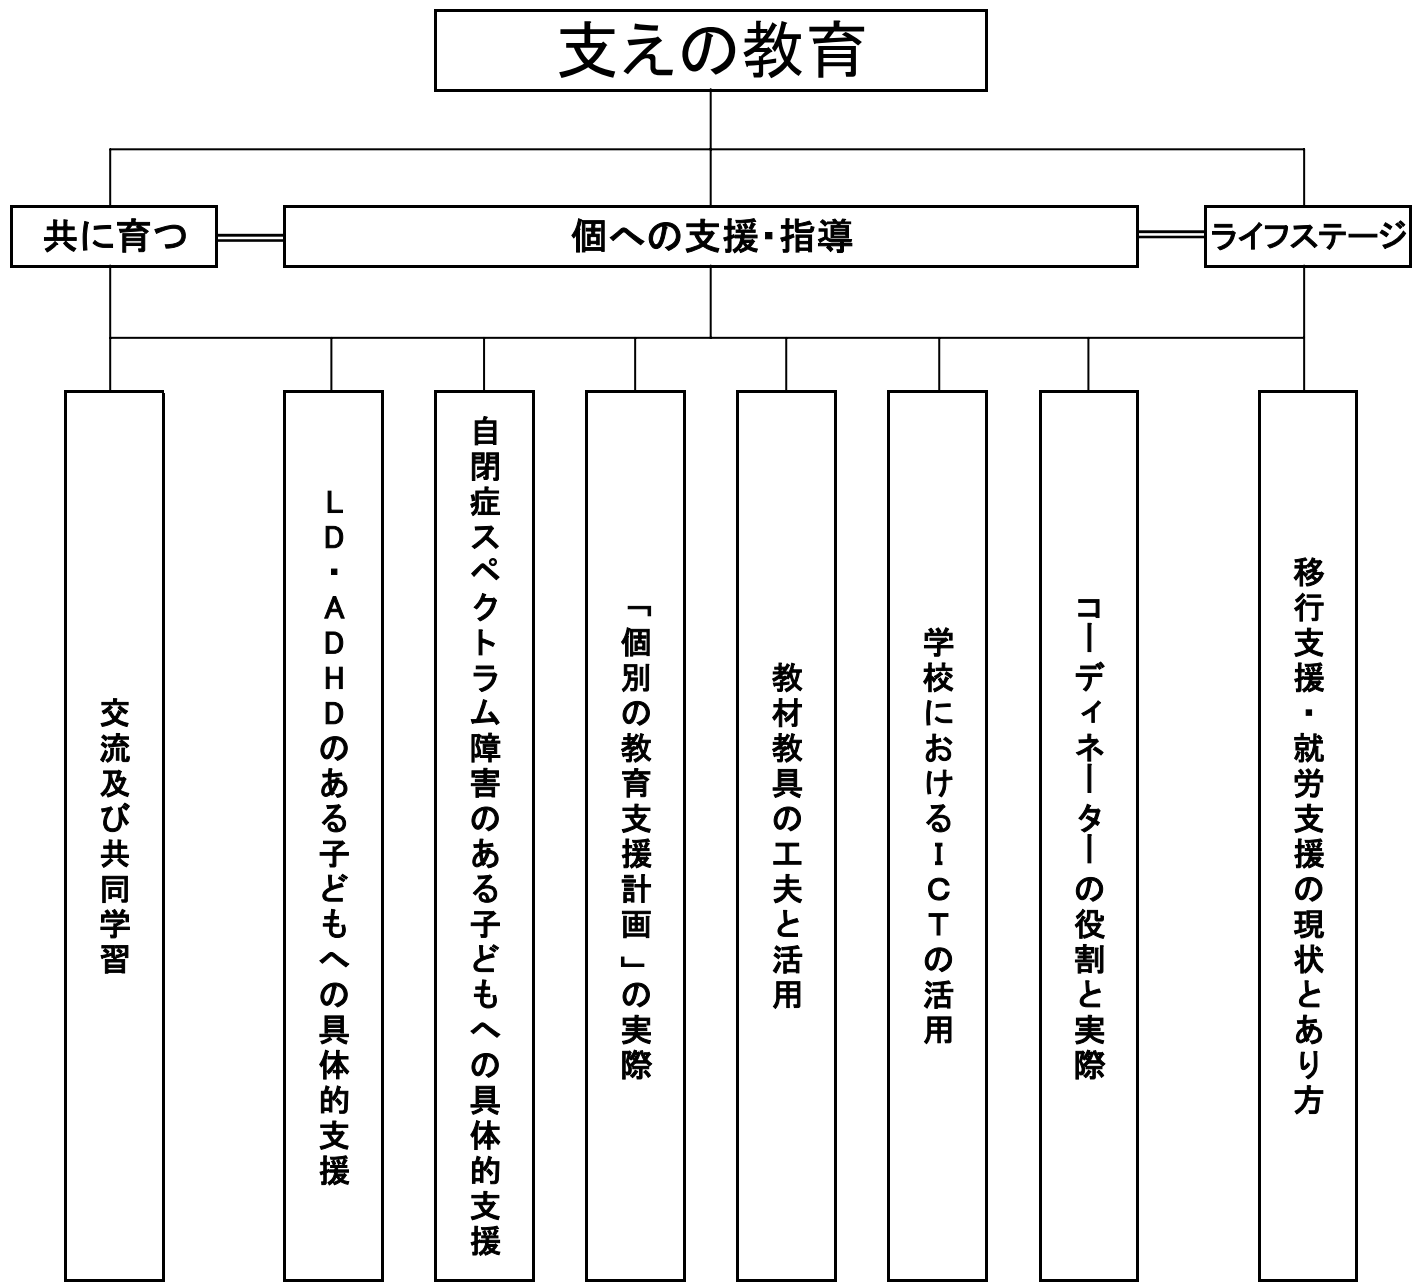 支えの教育
共に育つ
個への支援・指導
ライフステージ
交流及び共同学習
ＬＤ・ＡＤＨＤのある子どもへの具体的支援
自閉症スペクトラム障害のある子どもへの具体的支援
「個別の教育支援計画」の実際
教材教具の工夫と活用
学校におけるＩＣＴの活用
コーディネーターの役割と実際
移行支援・就労支援の現状とあり方